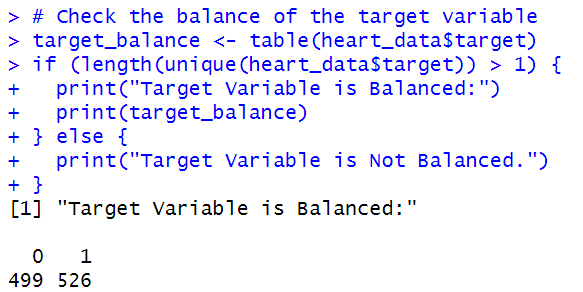 > # Check the balance of the target variable
> target_balance <- table(heart_data$target)
> if (length(unique(heart_data$target)) > 1) {
+   print("Target Variable is Balanced:")
+   print(target_balance)
+ } else {
+   print("Target Variable is Not Balanced.")
+ }
[1] "Target Variable is Balanced:"

  0   1
499 526